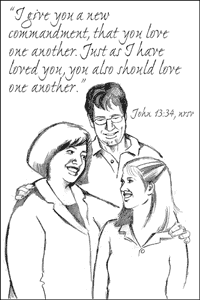 “I give you a new
commandment, that you love
one another. Just as I have
loved you, you also should love
one another.”
John 13:34, NRSV